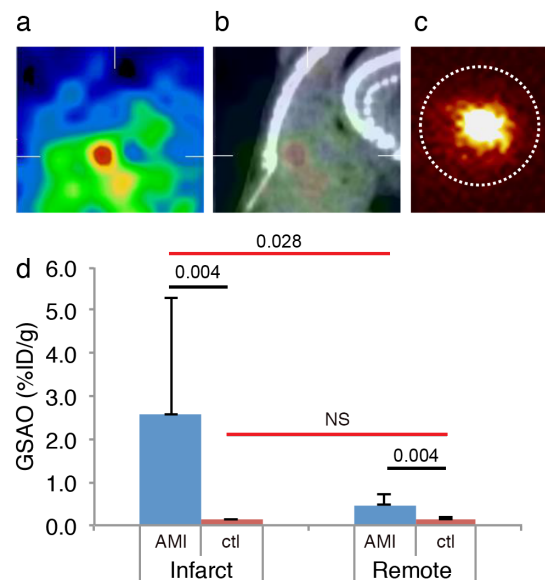 a b c
d
0.028
0.004
6.0
5.0
4.0
3.0
2.0
1.0
0.0
GSAO (%ID/g)
NS
0.004
AMI ctl AMI ctl
Infarct Remote